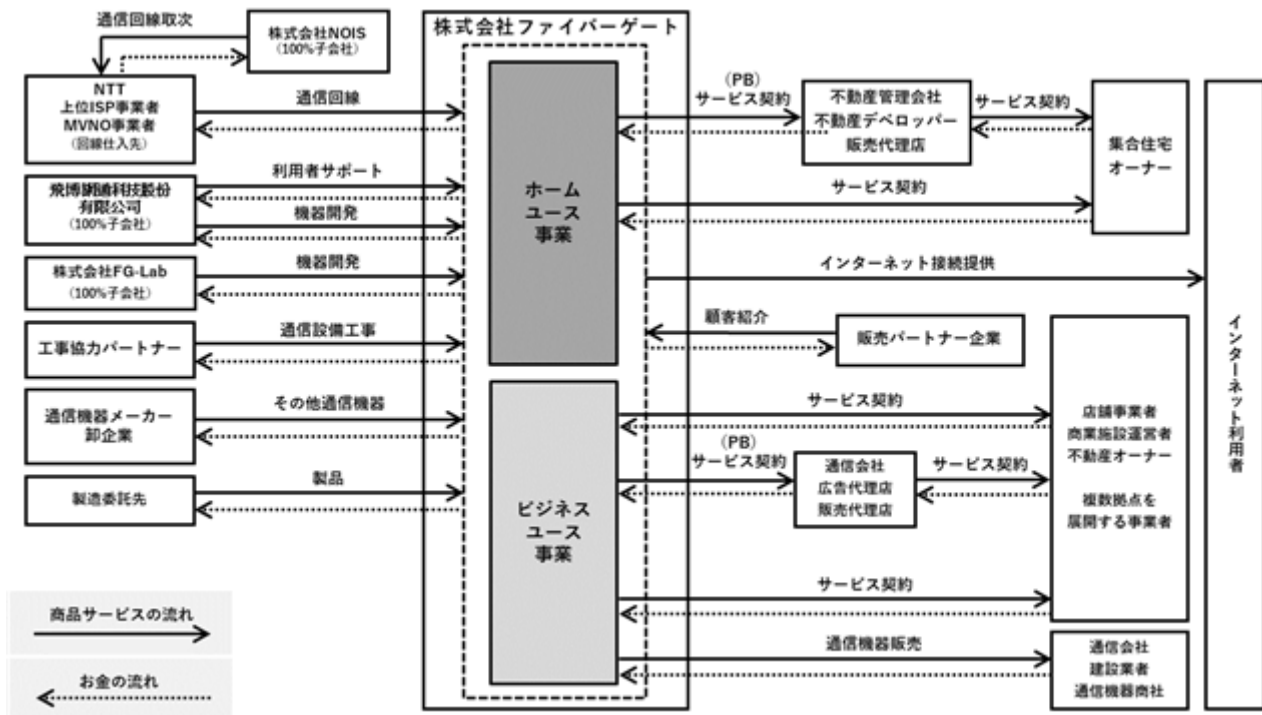 通信回線取次
株式会社NOIS
(100%子会社)
NTT
上位ISP事業者
MVNO事業者
(回線仕入先)
通信回線
利用者サポート
有限公司
(100%子会社)
機器開発
株式会社FG-Lab
(100%子会社)
機器開発
工事協力パートナー
通信設備工事
通信機器メーカー
卸企業
その他通信機器
製造委託先
製品
商品サービスの流れ
お金の流れ
株式会社ファイバーゲート
ホーム
ユース
事業
ビジネス
ユース
事業
(PB)
サービス契約
不動産管理会社
不動産デベロッパー
販売代理店
サービス契約
集合住宅
オーナー
サービス契約
インターネット接続提供
顧客紹介
販売パートナー企業
サービス契約
店舗事業者
商業施設運営者
不動産オーナー
複数拠点を
展開する事業者
(PB)
サービス契約
通信会社
広告代理店
販売代理店
サービス契約
サービス契約
通信機器販売
通信会社
建設業者
通信機器商社
インターネット利用者